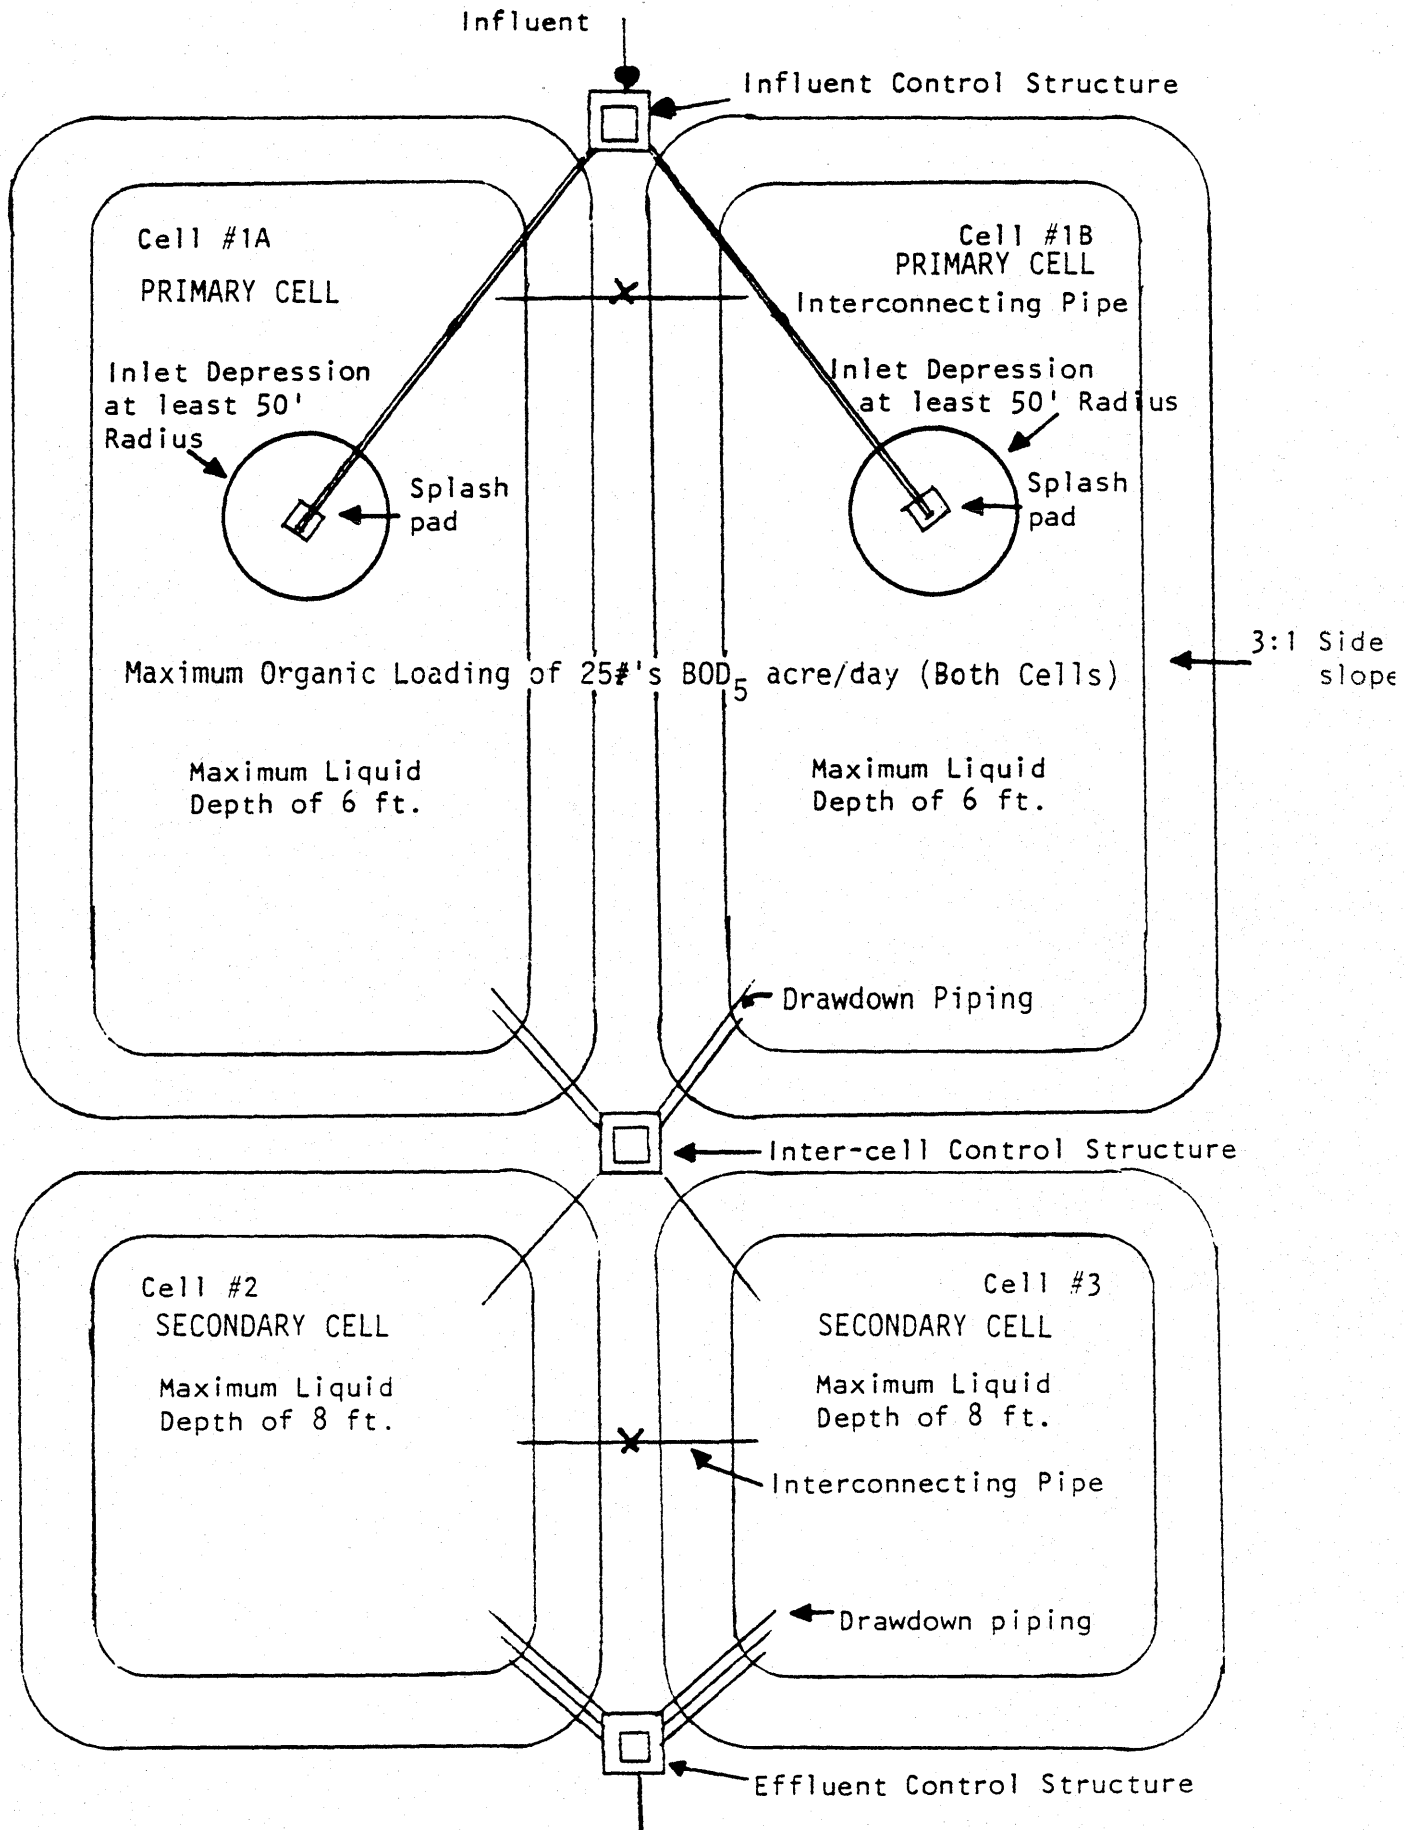 Influent
Influent Control Structure
Cell #1A
PRIMARY CELL
Cell #1B
PRIMARY CELL
Interconnecting Pipe
Inlet Depression
at least 50'
Radius
Inlet Depression
at least 50' Radius
Splash
pad
Splash
pad
3:1 Side
slope
Maximum Organic Loading of 25#'s BOD5 acre/day (Both Cells)
Maximum Liquid
Depth of 6 ft.
Maximum Liquid
Depth of 6 ft.
Drawdown Piping
Inter-cell Control Structure
Cell #2
SECONDARY CELL
Maximum Liquid
Depth of 8 ft.
Cell #3
SECONDARY CELL
Maximum Liquid
Depth of 8 ft.
Interconnecting Pipe
Drawdown piping
Effluent Control Structure